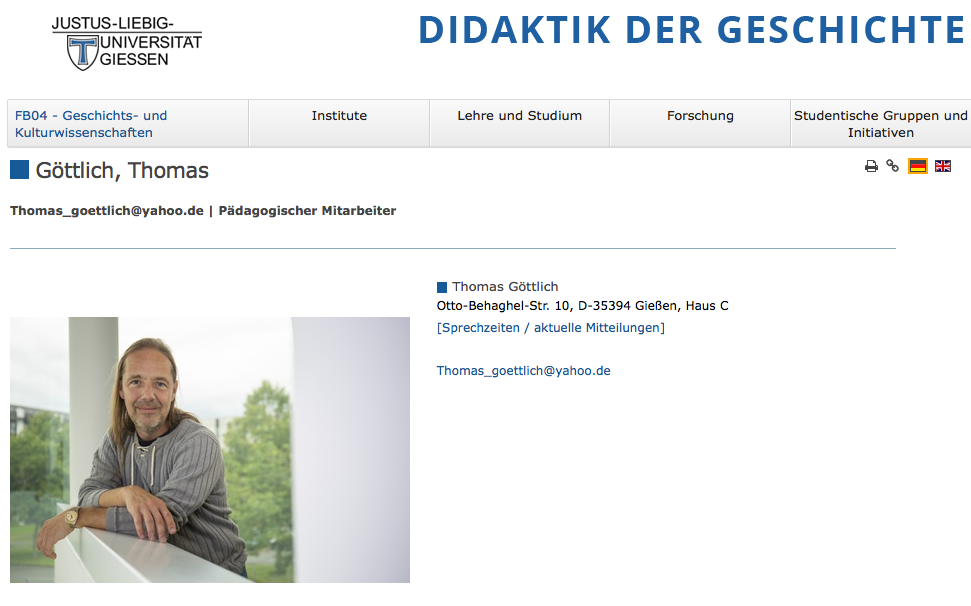 JUSTUS-LIEBIG-
UNIVERSITAT
GIESSEN
DIDAKTIK DER GESCHICHTE
FB04 - Geschichts- und
Kulturwissenschaften
Institute
Lehre und Studium
Forschung
Studentische Gruppen und
Initiativen
Göttlich, Thomas
Thomas_goettlich@yahoo.de | Pädagogischer Mitarbeiter
Thomas Göttlich
Otto-Behaghel-Str. 10, D-35394 Gießen, Haus C
[Sprechzeiten / aktuelle Mitteilungen]
Thomas_goettlich@yahoo.de